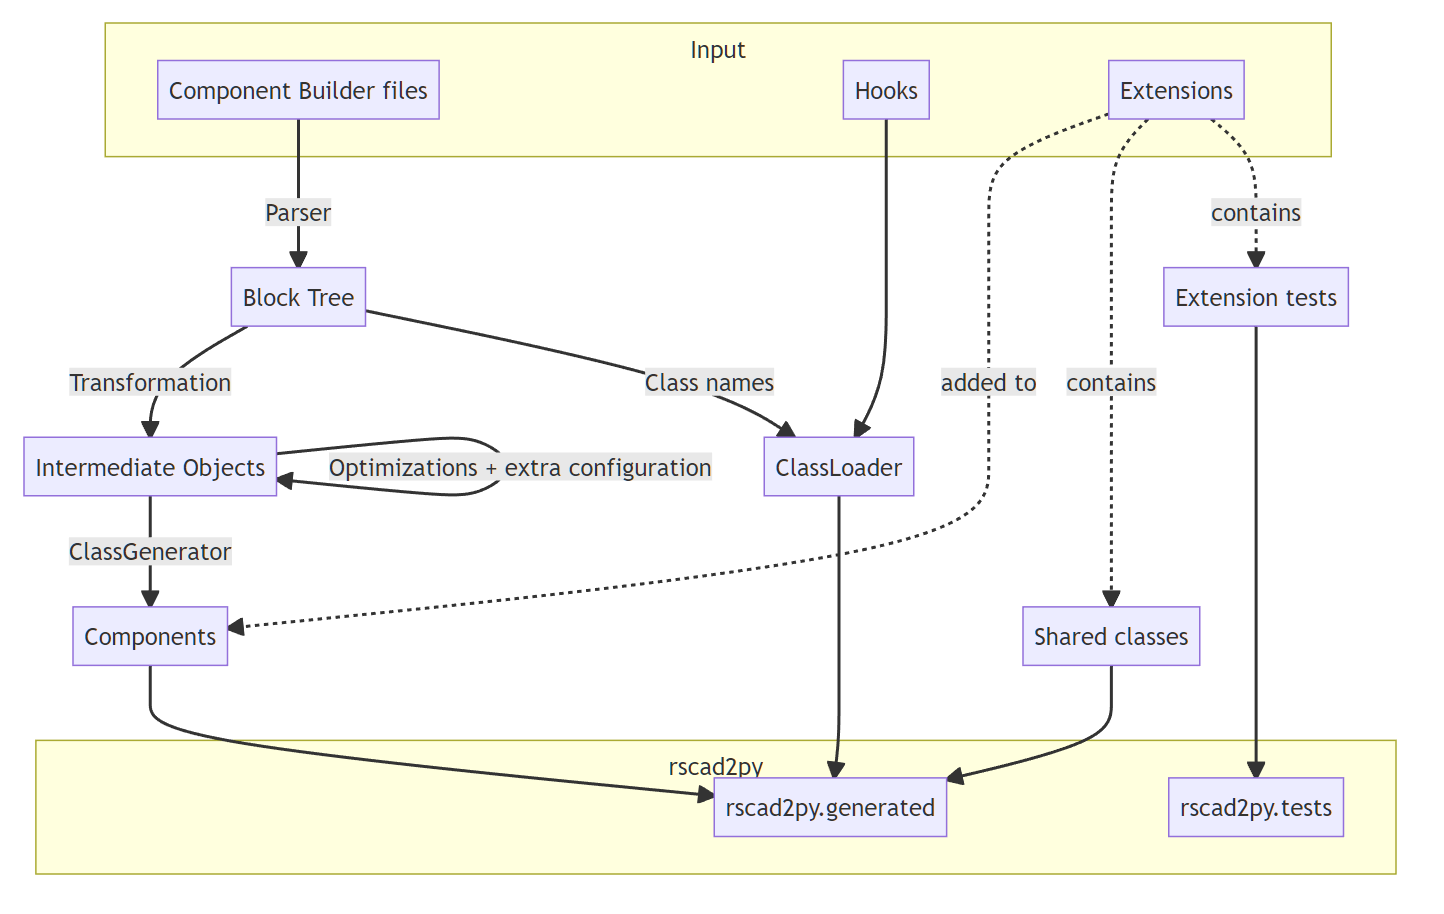 Input
Component Builder files
Hooks
Extensions
Parser
contains
Block Tree
Extension tests
Transformation
Class names
added to
contains
Intermediate Objects
Optimizations + extra configuration
ClassLoader
ClassGenerator
Components
Shared classes
rscad2py
rscad2py.generated
rscad2py.tests